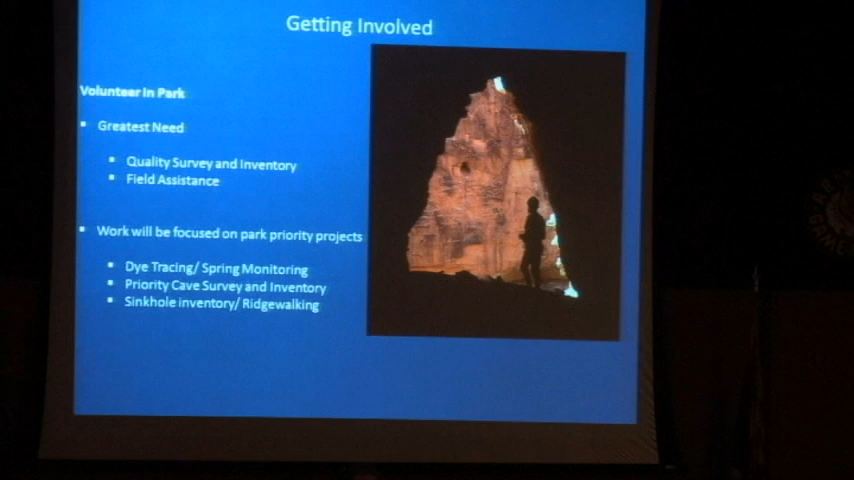 Getting Involved
Volunteer In Park
Greatest Need
Quality Survey and Inventory
Field Assistance
Work will be focused on park priority projects
Dye Tracing/ Spring Monitoring
Priority Cave Survey and Inventory
Sinkhole inventory/ Ridgewalking